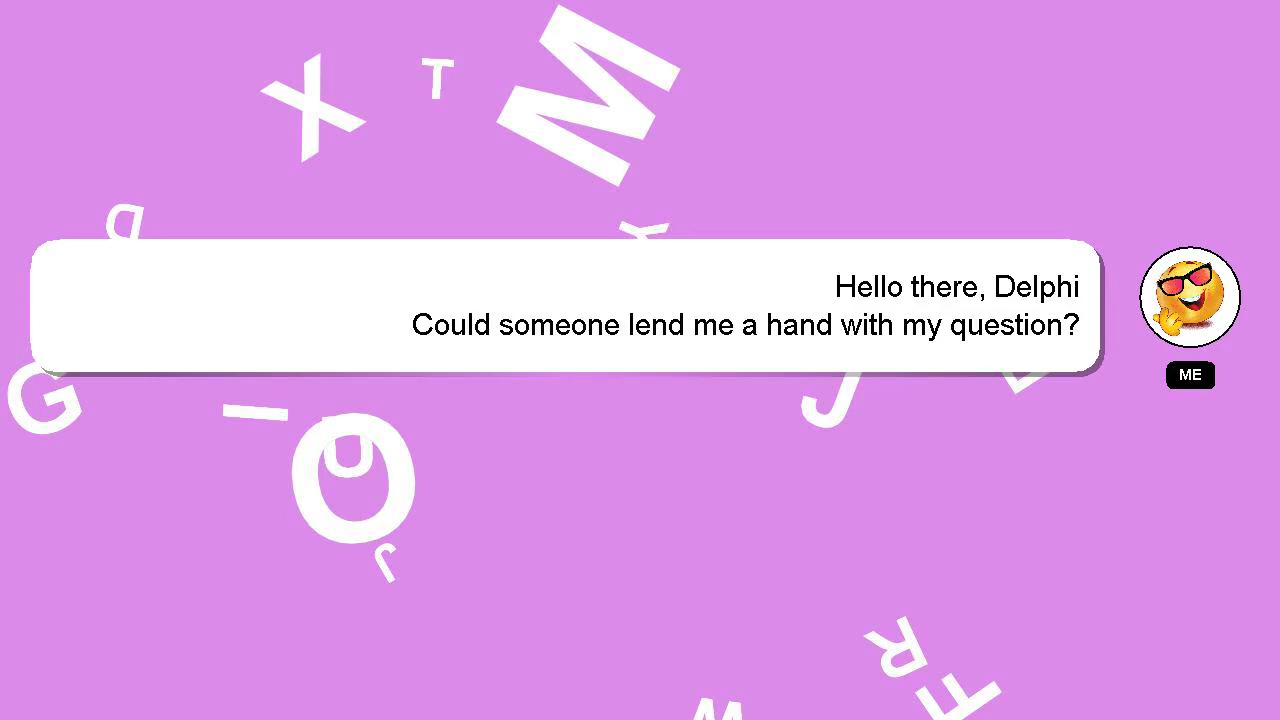 X
T
M
D
Y
Hello there, Delphi
Could someone lend me a hand with my question?
ME
G
I
O
U
J
J
R
F
W